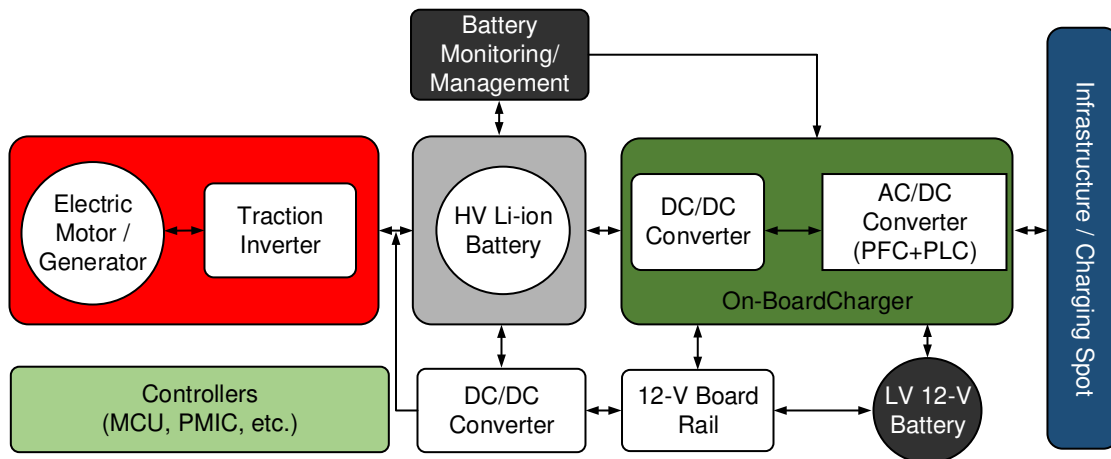 Battery
Monitoring/
Management
Electric
Motor /
Generator
Traction
Inverter
HV Li-ion
Battery
DC/DC
Converter
AC/DC
Converter
(PFC+PLC)
On-BoardCharger
Infrastructure / Charging Spot
Controllers
(MCU, PMIC, etc.)
DC/DC
Converter
12-V Board
Rail
LV 12-V
Battery